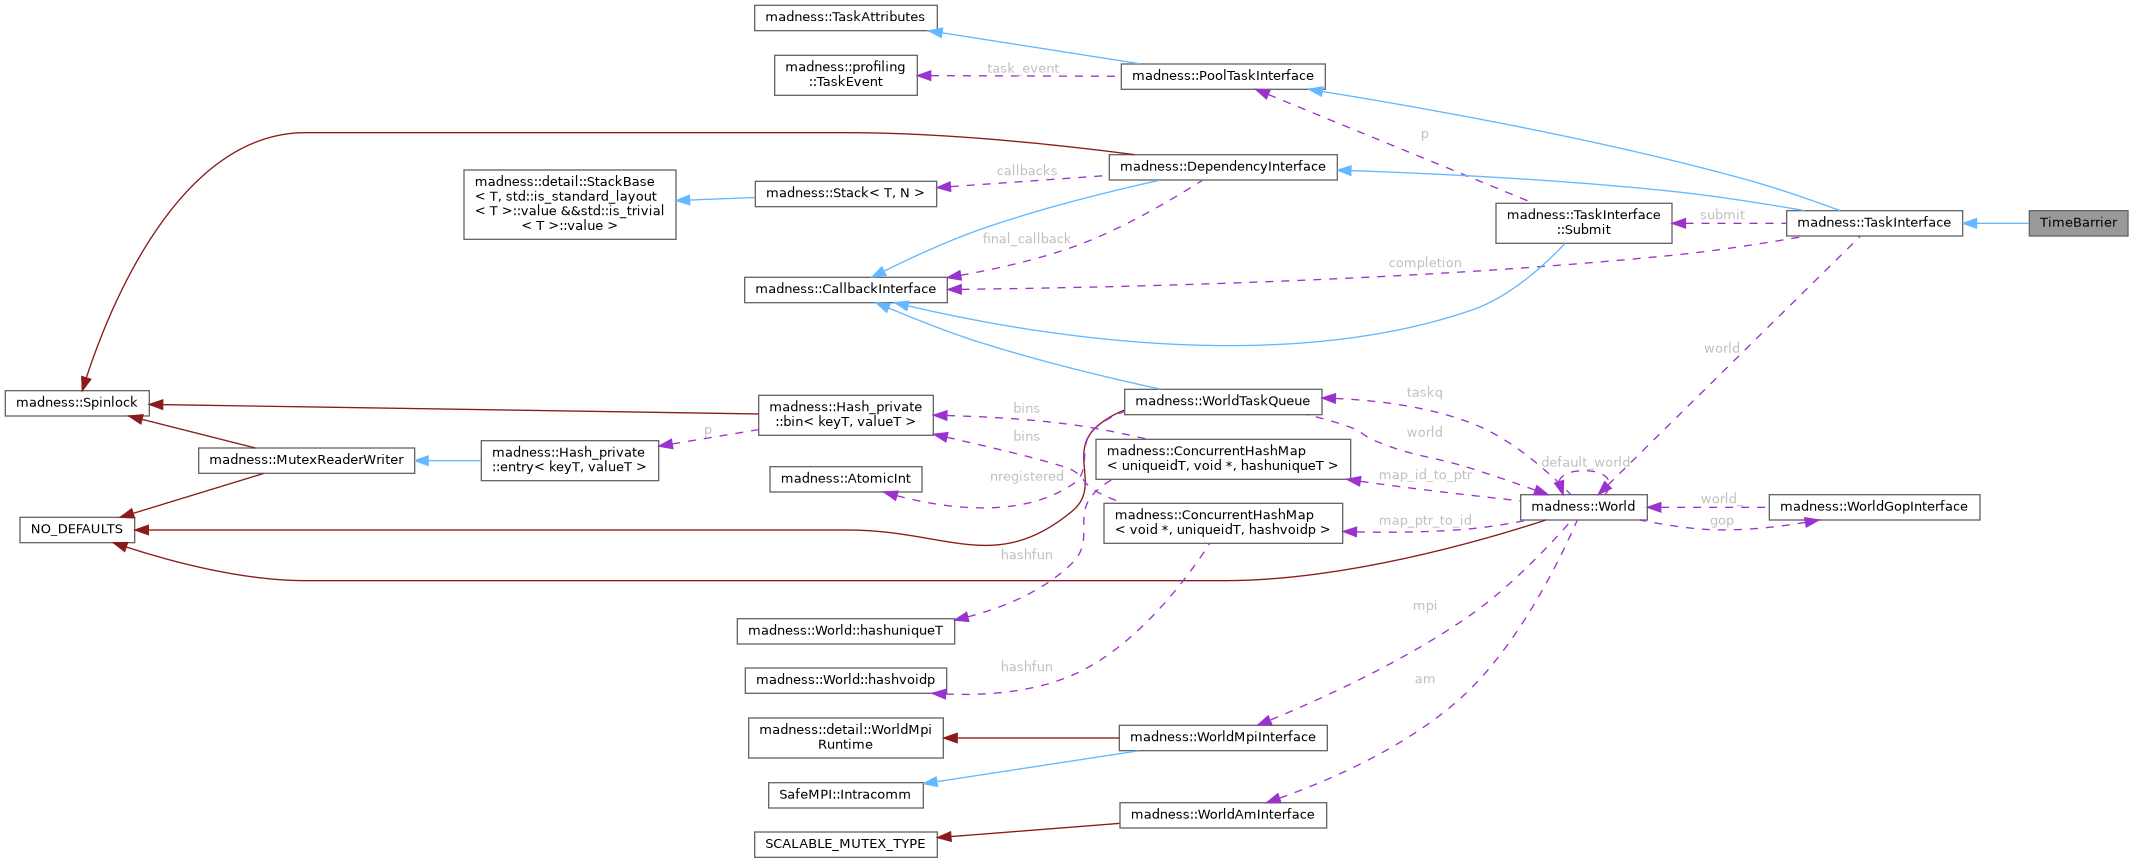 madness::TaskAttributes
madness::profiling
::TaskEvent
task_event
madness::PoolTaskInterface
p
madness::DependencyInterface
callbacks
madness::detail::StackBase
< T, std::is_standard_layout
< T >::value &&std::is_trivial
< T >::value >
madness::Stack< T, N >
final_callback
madness::TaskInterface
::Submit
submit
madness::TaskInterface
TimeBarrier
madness::CallbackInterface
completion
world
madness::Spinlock
madness::Hash_private
::bin< keyT, valueT >
bins
bins
madness::WorldTaskQueue
taskq
world
madness::MutexReaderWriter
madness::Hash_private
::entry< keyT, valueT >
p
madness::AtomicInt
nregistered
madness::ConcurrentHashMap
< uniqueidT, void *, hashuniqueT >
map_id_to_ptr
default_world
NO_DEFAULTS
madness::ConcurrentHashMap
< void *, uniqueidT, hashvoidp >
map_ptr_to_id
madness::World
world_
gop
madness::WorldGopInterface
hashfun
madness::World::hashuniqueT
mpi
madness::World::hashvoidp
hashfun
am
madness::detail::WorldMpi
Runtime
madness::WorldMpiInterface
SafeMPI::Intracomm
madness::WorldAmInterface
SCALABLE_MUTEX_TYPE